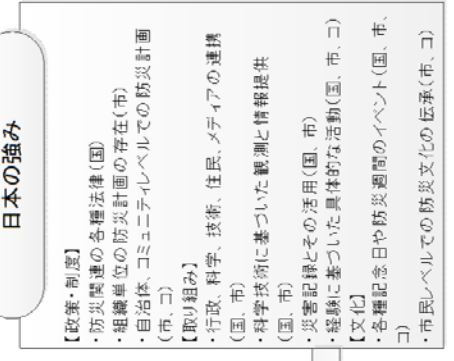 日本の強み
【政策・制度】
・防災関連の各種法律(国)
・組織単位の防災計画の存在(市)
・自治体、コミュニティレベルでの防災計画
(市、コ)
【取り組み】
・行政、科学、技術、住民、メディアの連携
(国、市)
・科学技術に基づいた観測と情報提供
(国、市)
・災害記録とその活用(国、市)
・経験に基づいた具体的な活動(国、市、コ)
【文化】
・各種記念日や防災週間のイベント(国、市、
コ)
・市民レベルでの防災文化の伝承(市、コ)